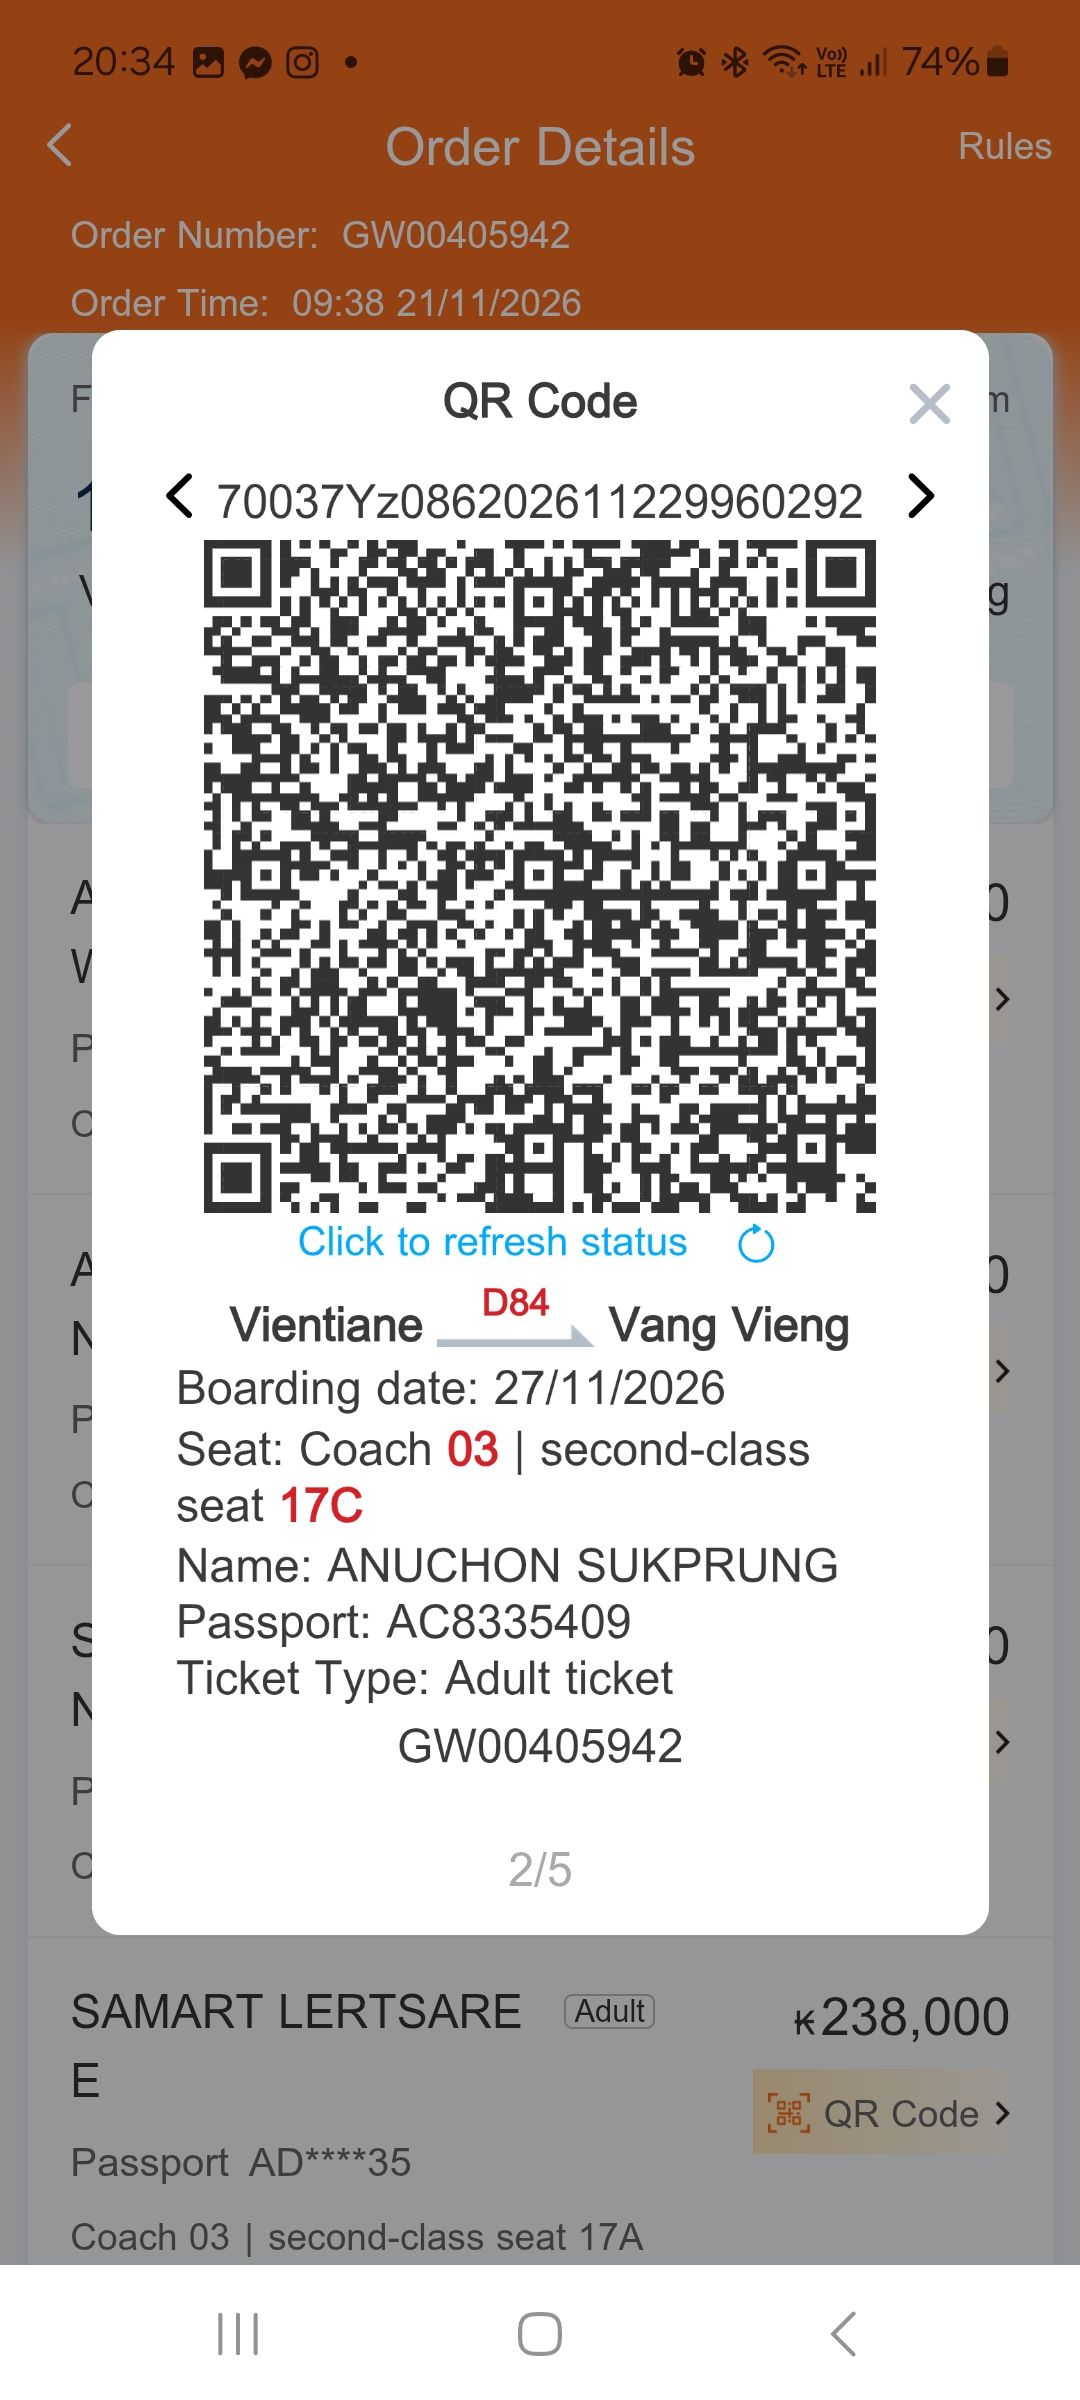 20:34
Vo)) LTE
74%
Order Details
Rules
Order Number: GW00405942
Order Time: 09:38 21/11/2026
QR Code
70037Yz086202611229960292
Click to refresh status
D84
Vientiane Vang Vieng
Boarding date: 27/11/2026
Seat: Coach 03 | second-class
seat 17C
Name: ANUCHON SUKPRUNG
Passport: AC8335409
Ticket Type: Adult ticket
GW00405942
2/5
SAMART LERTSARE
E
Adult
₭238,000
QR Code
Passport AD****35
Coach 03 | second-class seat 17A